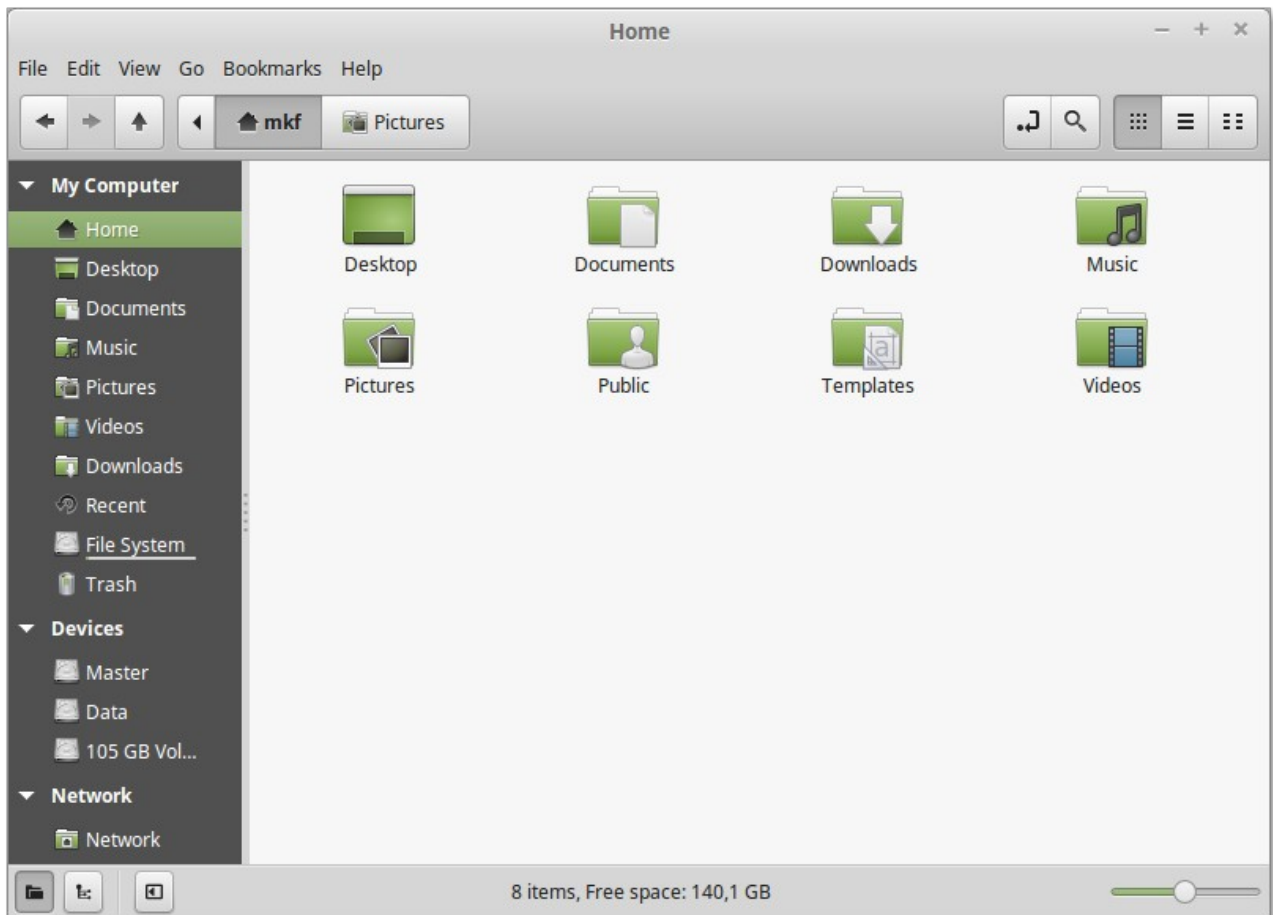 Home
File Edit View Go Bookmarks Help
mkf Pictures
My Computer
Home
Desktop
Documents
Music
Pictures
Videos
Downloads
Recent
File System
Trash
Devices
Master
Data
105 GB Vol...
Network
Network
Desktop Documents Downloads Music
Pictures Public Templates Videos
8 items, Free space: 140,1 GB